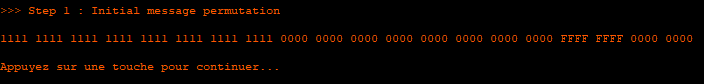 >>> Step 1 : Initial message permutation
1111 1111 1111 1111 1111 1111 1111 1111 0000 0000 0000 0000 0000 0000 0000 0000 FFFF FFFF 0000 0000
Appuyez sur une touche pour continuer...